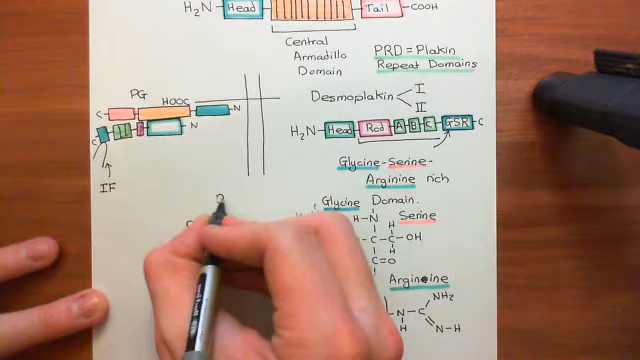 H₂N Head Tail COOH
Central
Armadillo
Domain
PRD = Plakin
Repeat Domains
PG
HOOC
C N
C N
IF
Desmoplakin I
II
H₂N Head Rod A B C GSR C
Glycine-Serine-
Arginine rich
Domain.
Glycine
Serine
H-N H
C-C-OH
H
C=O
Arginine
NH₂
N-C
H N-H